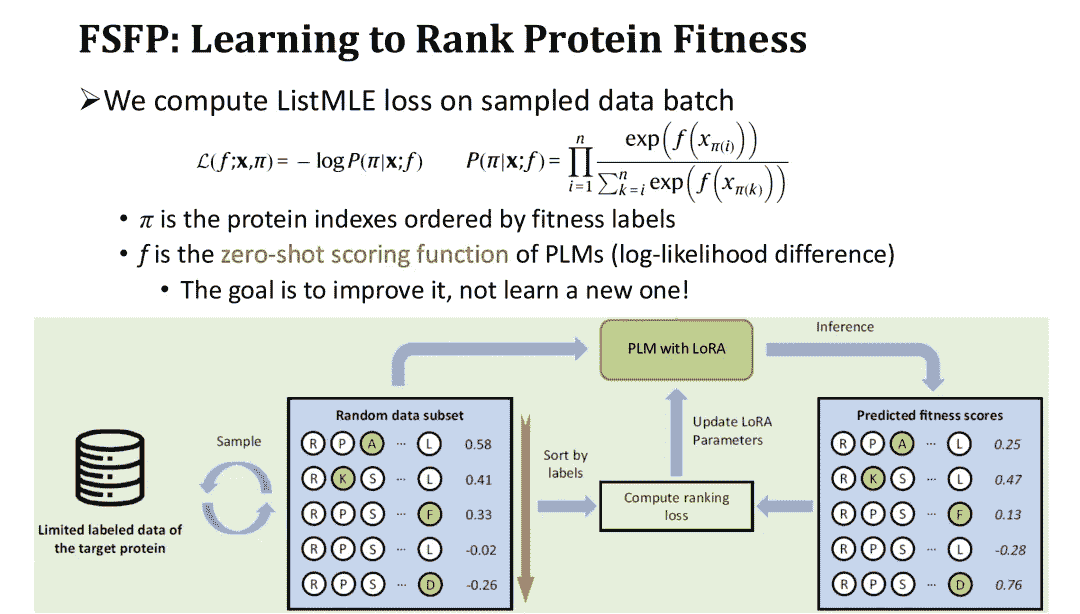 FSFP: Learning to Rank Protein Fitness
➢We compute ListMLE loss on sampled data batch
ℒ(f;x,π) = − log P(π|x;f) P(π|x;f) = ∏_{i=1}^{n} exp(f(x_{π(i)})) / ∑_{k=i}^{n} exp(f(x_{π(k)}))
• π is the protein indexes ordered by fitness labels
• f is the zero-shot scoring function of PLMs (log-likelihood difference)
• The goal is to improve it, not learn a new one!
Limited labeled data of
the target protein
Sample
Random data subset
R P A ... L 0.58
R K S ... L 0.41
R P S ... F 0.33
R P S ... L -0.02
R P S ... D -0.26
Sort by
labels
PLM with LoRA
Update LoRA
Parameters
Compute ranking
loss
Inference
Predicted fitness scores
R P A ... L 0.25
R K S ... L 0.47
R P S ... F 0.13
R P S ... L -0.28
R P S ... D 0.76